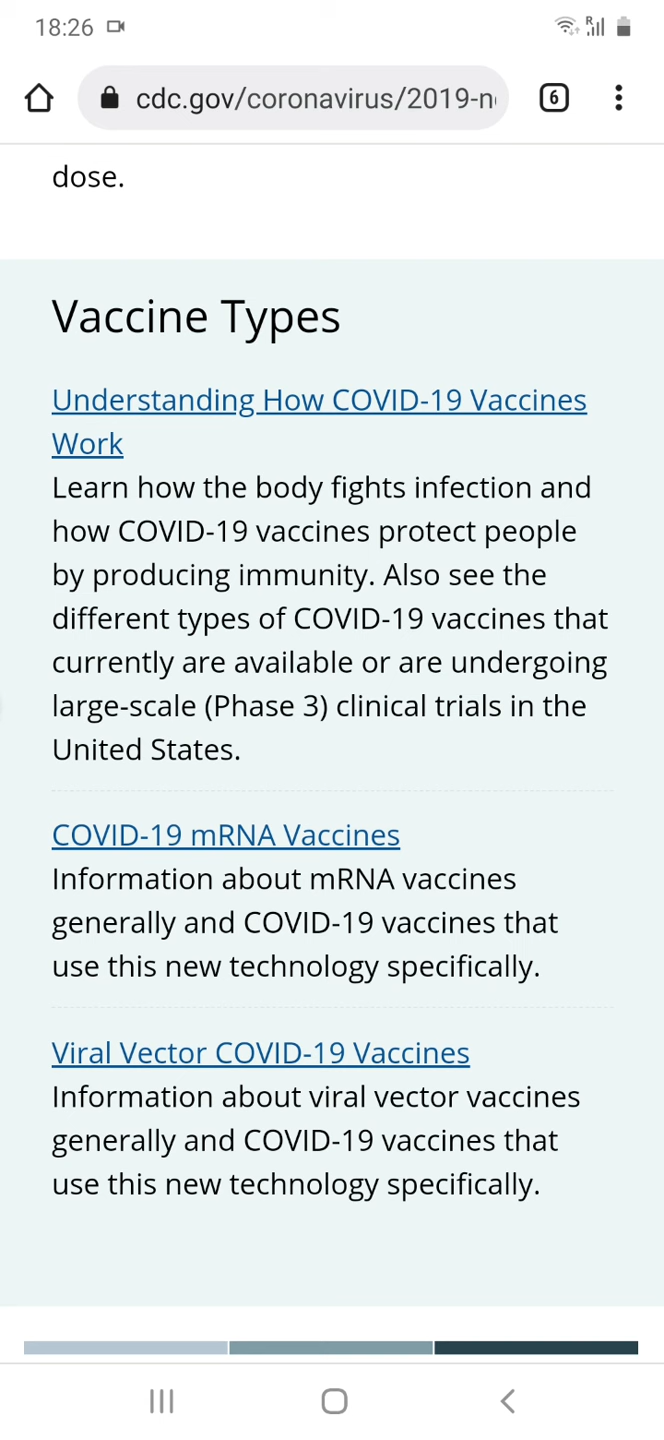 18:26
cdc.gov/coronavirus/2019-n
6
dose.
Vaccine Types
Understanding How COVID-19 Vaccines
Work
Learn how the body fights infection and
how COVID-19 vaccines protect people
by producing immunity. Also see the
different types of COVID-19 vaccines that
currently are available or are undergoing
large-scale (Phase 3) clinical trials in the
United States.
COVID-19 mRNA Vaccines
Information about mRNA vaccines
generally and COVID-19 vaccines that
use this new technology specifically.
Viral Vector COVID-19 Vaccines
Information about viral vector vaccines
generally and COVID-19 vaccines that
use this new technology specifically.